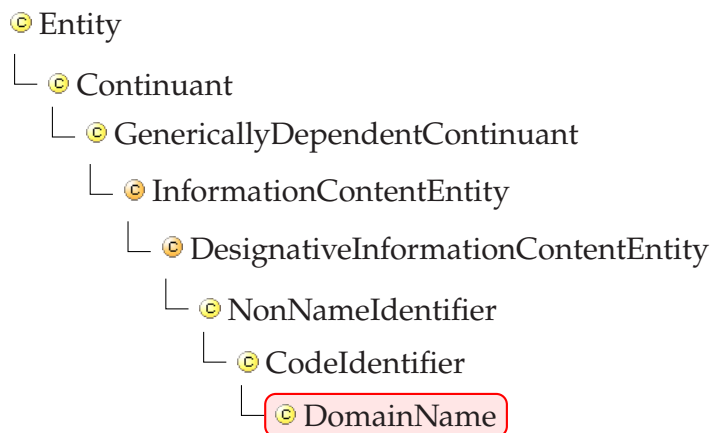 Entity
Continuant
GenericallyDependentContinuant
InformationContentEntity
DesignativeInformationContentEntity
NonNameIdentifier
CodeIdentifier
DomainName